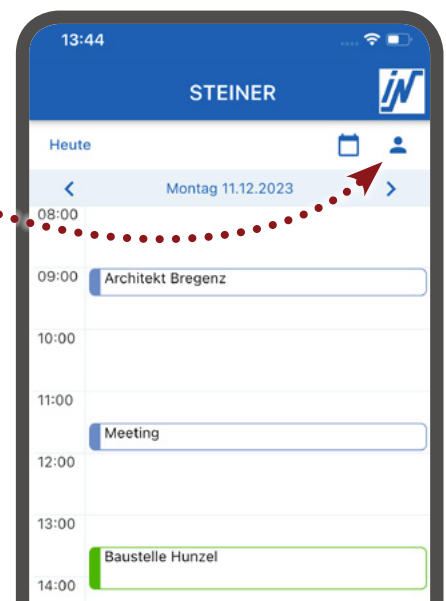 13:44
STEINER
iN
Heute
Montag 11.12.2023
08:00
09:00
Architekt Bregenz
10:00
11:00
Meeting
12:00
13:00
Baustelle Hunzel
14:00